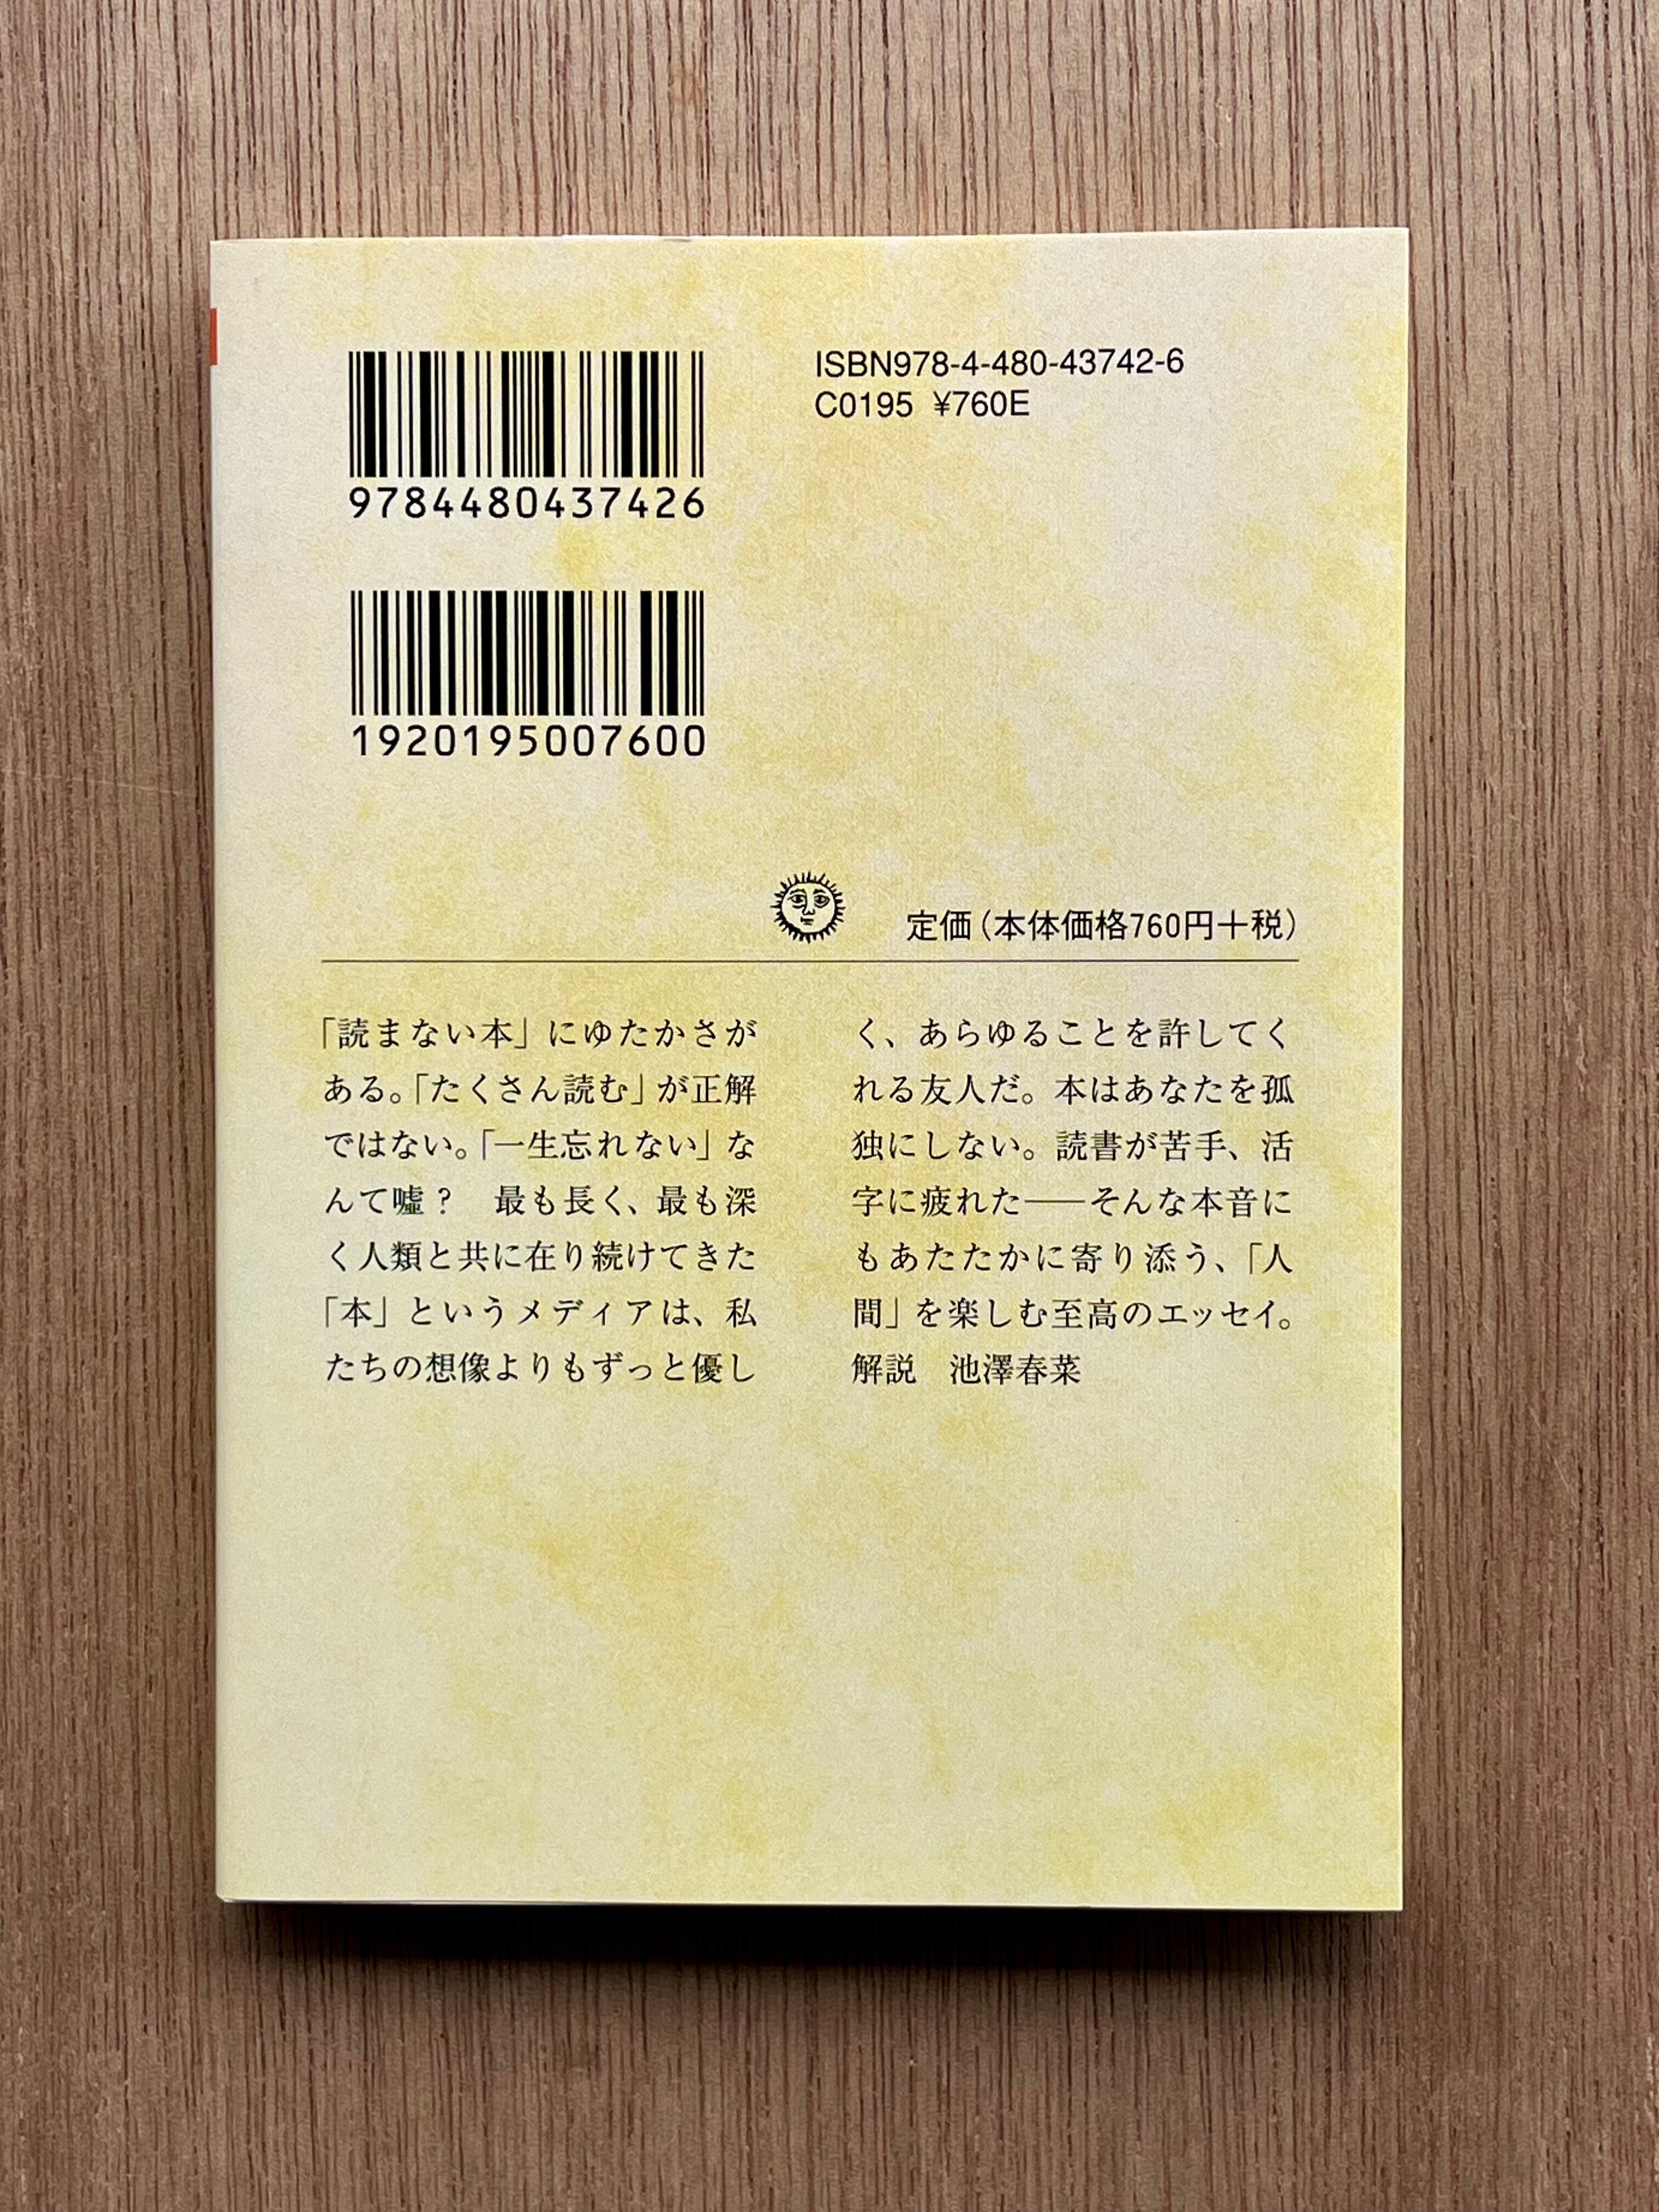 ISBN978-4-480-43742-6
C0195 ¥760E
9784480437426
1920195007600
定価(本体価格760円+税)
「読まない本」にゆたかさが
ある。「たくさん読む」が正解
ではない。「一生忘れない」な
んて噓? 最も長く、最も深
く人類と共に在り続けてきた
「本」というメディアは、私
たちの想像よりもずっと優し
く、あらゆることを許してく
れる友人だ。本はあなたを孤
独にしない。読書が苦手、活
字に疲れた――そんな本音に
もあたたかに寄り添う、「人
間」を楽しむ至高のエッセイ。
解説 池澤春菜